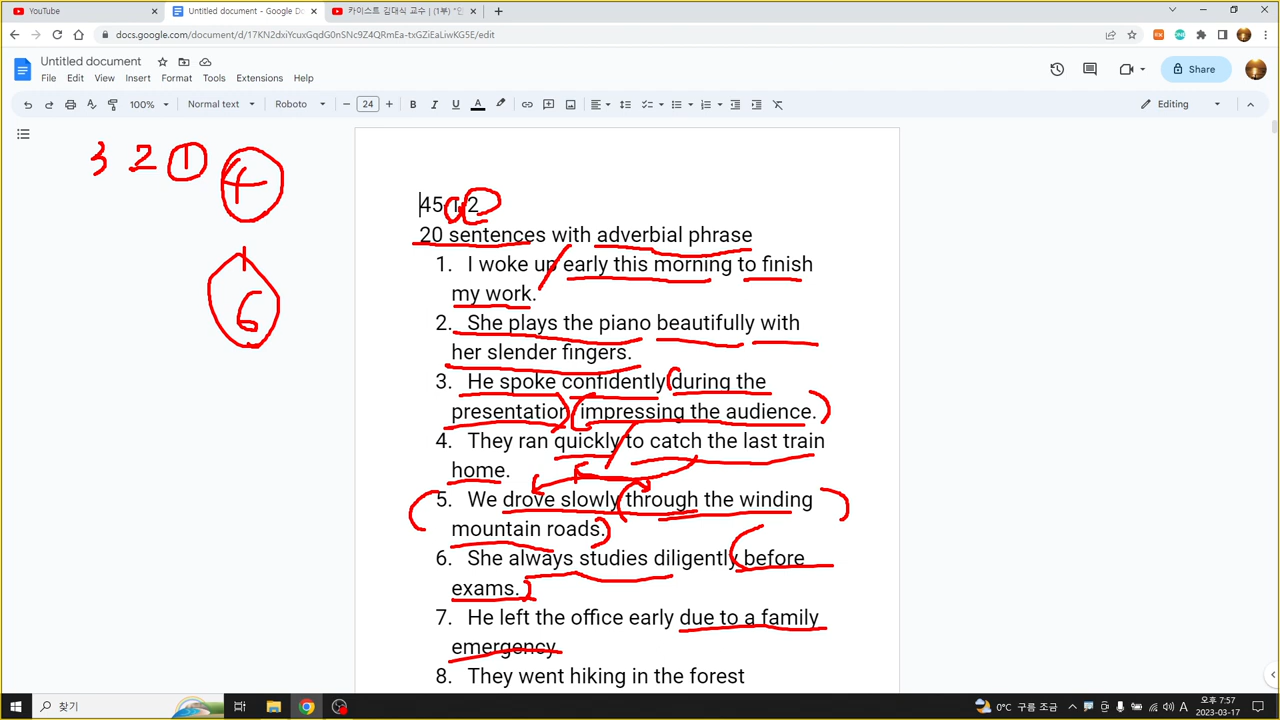 YouTube
Untitled document - Google Do
카이스트 김대식 교수 | (1부) "인
docs.google.com/document/d/17KN2dxiYcuxGqdG0nSNc9Z4QRmEa-txGZiEaLiwKG5E/edit
Untitled document
File Edit View Insert Format Tools Extensions Help
Share
100% Normal text Roboto 24 B I U A Editing
3 2 1 4
1
6
45 1 2
20 sentences with adverbial phrase
1. I woke up early this morning to finish
my work.
2. She plays the piano beautifully with
her slender fingers.
3. He spoke confidently during the
presentation impressing the audience.
4. They ran quickly to catch the last train
home.
5. We drove slowly through the winding
mountain roads.
6. She always studies diligently before
exams.
7. He left the office early due to a family
emergency.
8. They went hiking in the forest
찾기
0°C 구름 조금
A
오후 7:57
2023-03-17